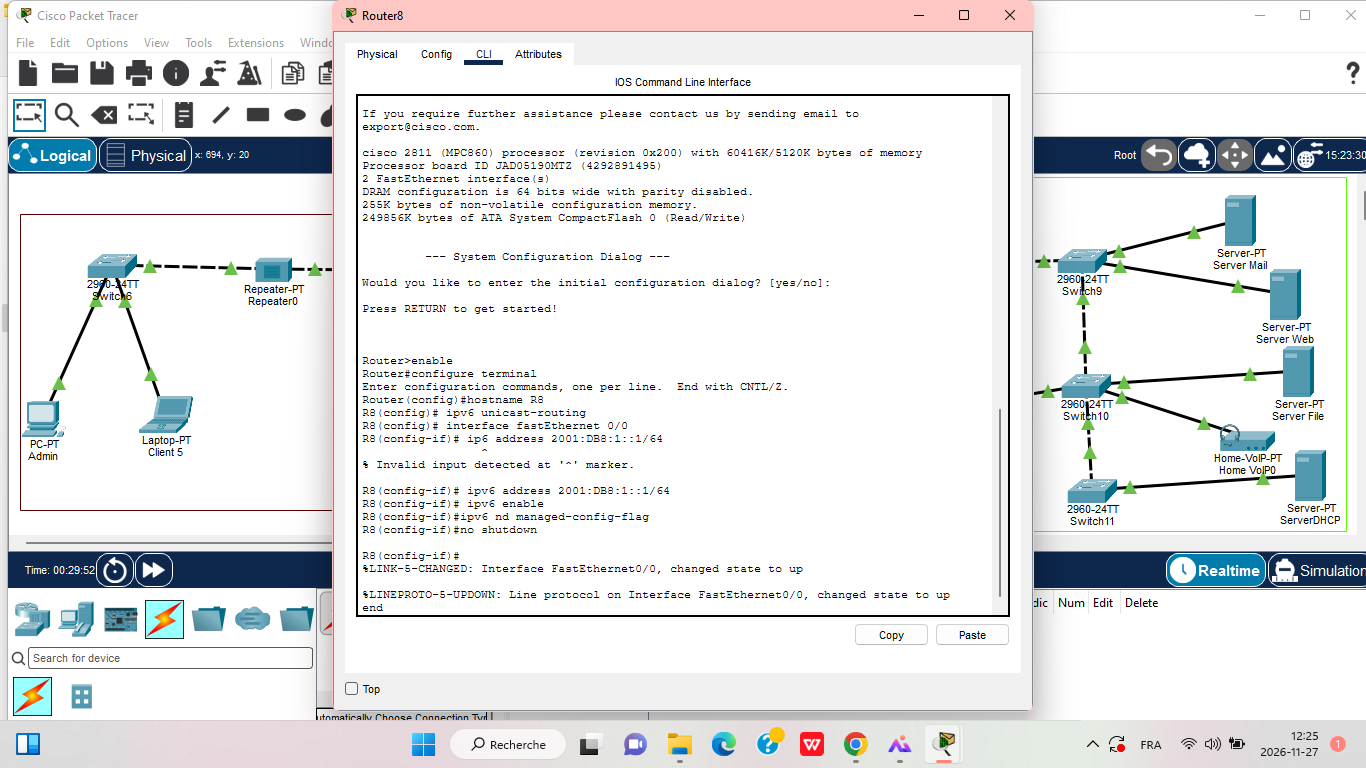 Cisco Packet Tracer
File Edit Options View Tools Extensions Windo
Logical
Physical
x: 694, y: 20
2960-24TT
Switch6
Repeater-PT
Repeater0
PC-PT
Admin
Laptop-PT
Client 5
Time: 00:29:52
Search for device
Router8
Physical Config CLI Attributes
IOS Command Line Interface
If you require further assistance please contact us by sending email to
export@cisco.com.
cisco 2811 (MPC860) processor (revision 0x200) with 60416K/5120K bytes of memory
Processor board ID JAD05190MTZ (4292891495)
2 FastEthernet interface(s)
DRAM configuration is 64 bits wide with parity disabled.
255K bytes of non-volatile configuration memory.
249856K bytes of ATA System CompactFlash 0 (Read/Write)
--- System Configuration Dialog ---
Would you like to enter the initial configuration dialog? [yes/no]:
Press RETURN to get started!
Router>enable
Router#configure terminal
Enter configuration commands, one per line.  End with CNTL/Z.
Router(config)#hostname R8
R8(config)# ipv6 unicast-routing
R8(config)# interface fastEthernet 0/0
R8(config-if)# ip6 address 2001:DB8:1::1/64
^
% Invalid input detected at '^' marker.
R8(config-if)# ipv6 address 2001:DB8:1::1/64
R8(config-if)# ipv6 enable
R8(config-if)#ipv6 nd managed-config-flag
R8(config-if)#no shutdown
R8(config-if)#
%LINK-5-CHANGED: Interface FastEthernet0/0, changed state to up
%LINEPROTO-5-UPDOWN: Line protocol on Interface FastEthernet0/0, changed state to up
end
Copy
Paste
Top
Root
15:23:30
2960-24TT
Switch9
Server-PT
Server Mail
Server-PT
Server Web
2960-24TT
Switch10
Server-PT
Server File
Home-VoIP-PT
Home VoIP0
2960-24TT
Switch11
Server-PT
ServerDHCP
Realtime
Simulation
dic Num Edit Delete
utomatically Choose Connection Typ
Recherche
FRA
12:25
2026-11-27
1